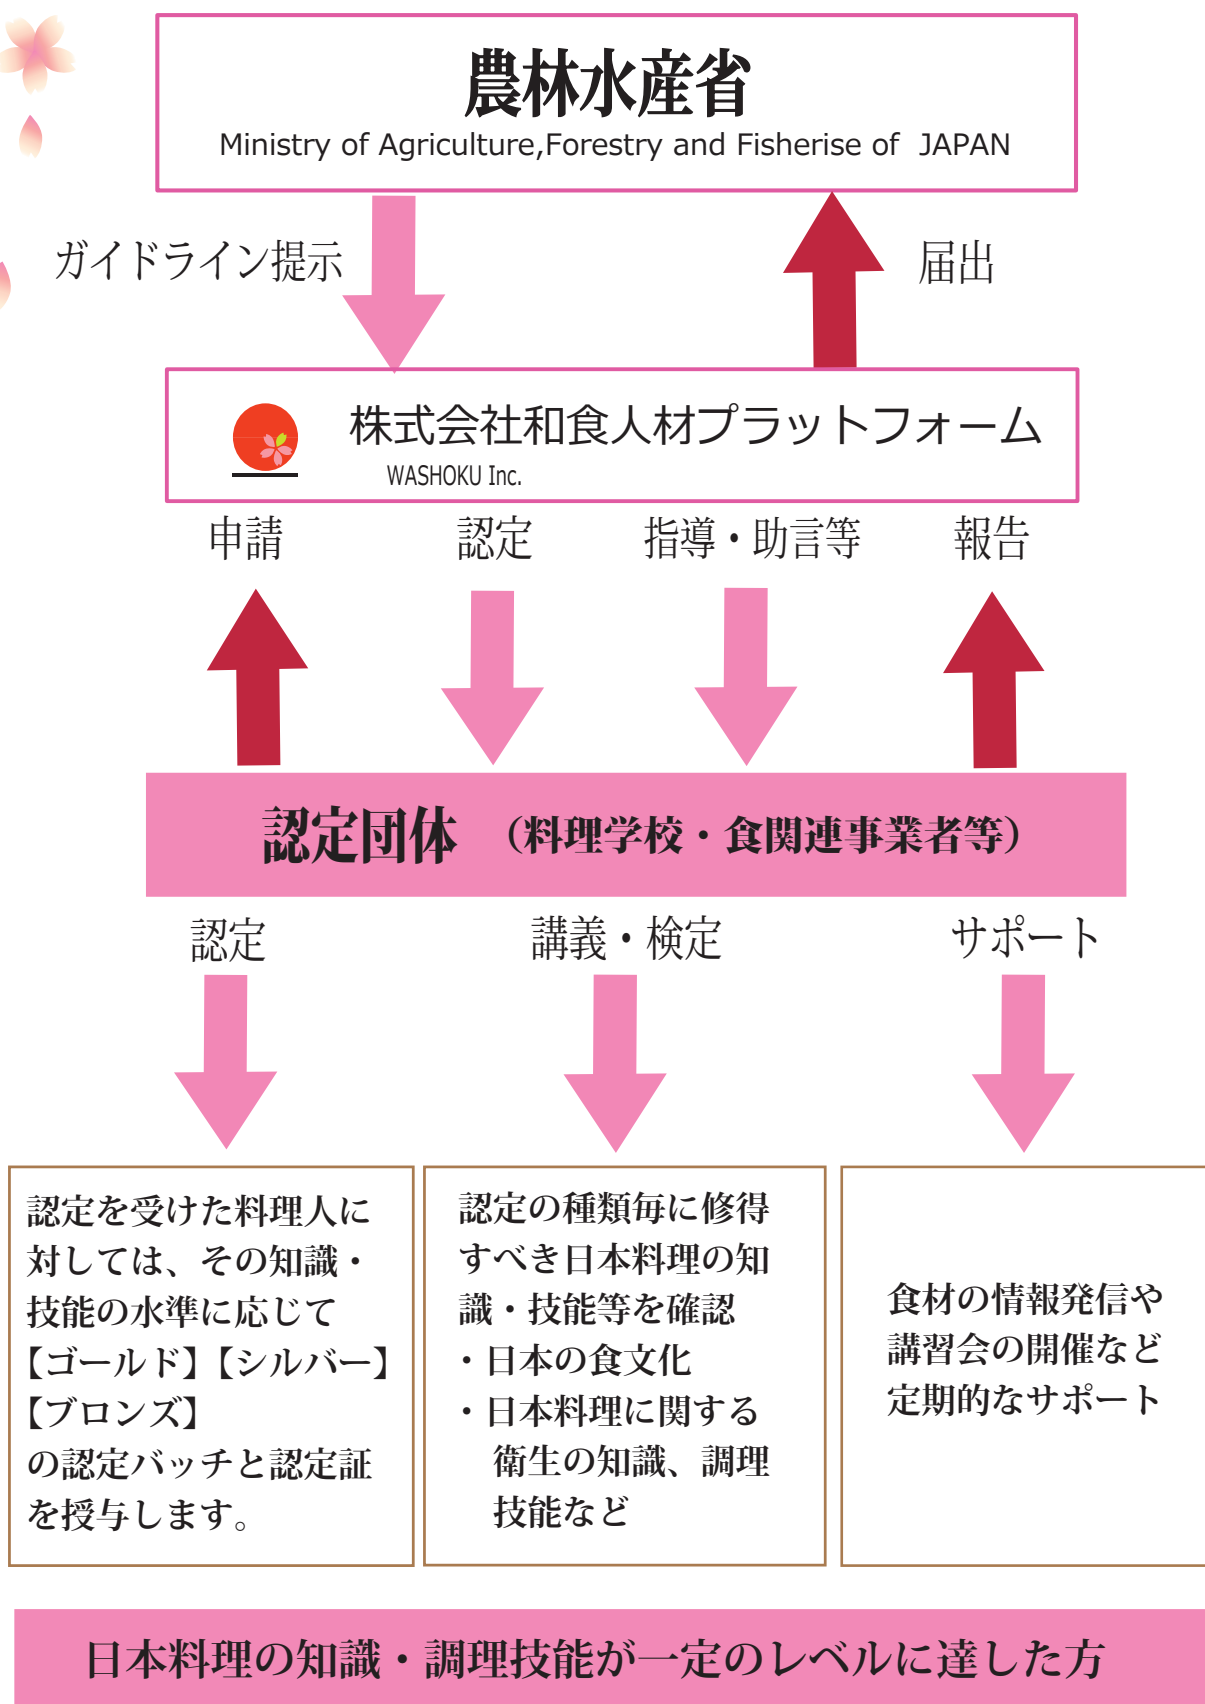 農林水産省
Ministry of Agriculture,Forestry and Fisherise of JAPAN
ガイドライン提示
届出
株式会社和食人材プラットフォーム
WASHOKU Inc.
申請
認定
指導・助言等
報告
認定団体 （料理学校・食関連事業者等）
認定
講義・検定
サポート
認定を受けた料理人に
対しては、その知識・
技能の水準に応じて
【ゴールド】【シルバー】
【ブロンズ】
の認定バッチと認定証
を授与します。
認定の種類毎に修得
すべき日本料理の知
識・技能等を確認
・日本の食文化
・日本料理に関する
衛生の知識、調理
技能など
食材の情報発信や
講習会の開催など
定期的なサポート
日本料理の知識・調理技能が一定のレベルに達した方